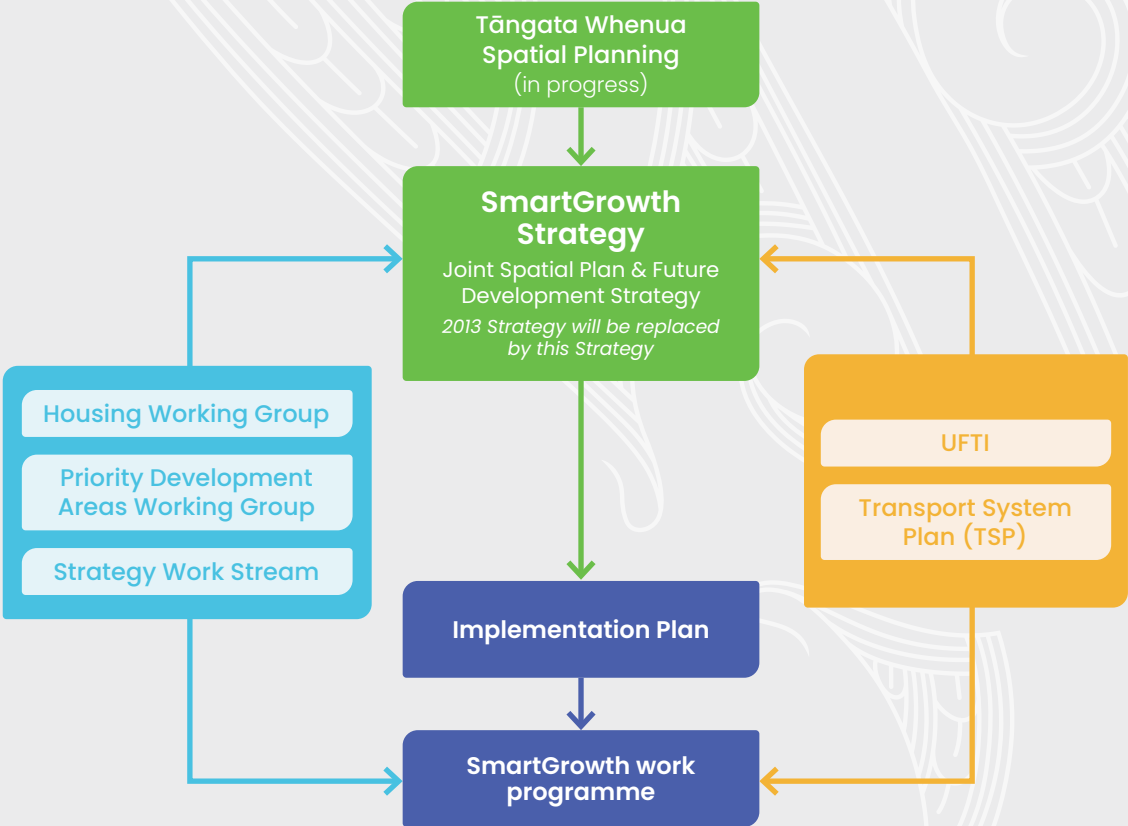 Tāngata Whenua
Spatial Planning
(in progress)
SmartGrowth
Strategy
Joint Spatial Plan & Future
Development Strategy
2013 Strategy will be replaced
by this Strategy
Housing Working Group
Priority Development
Areas Working Group
Strategy Work Stream
UFTI
Transport System
Plan (TSP)
Implementation Plan
SmartGrowth work
programme